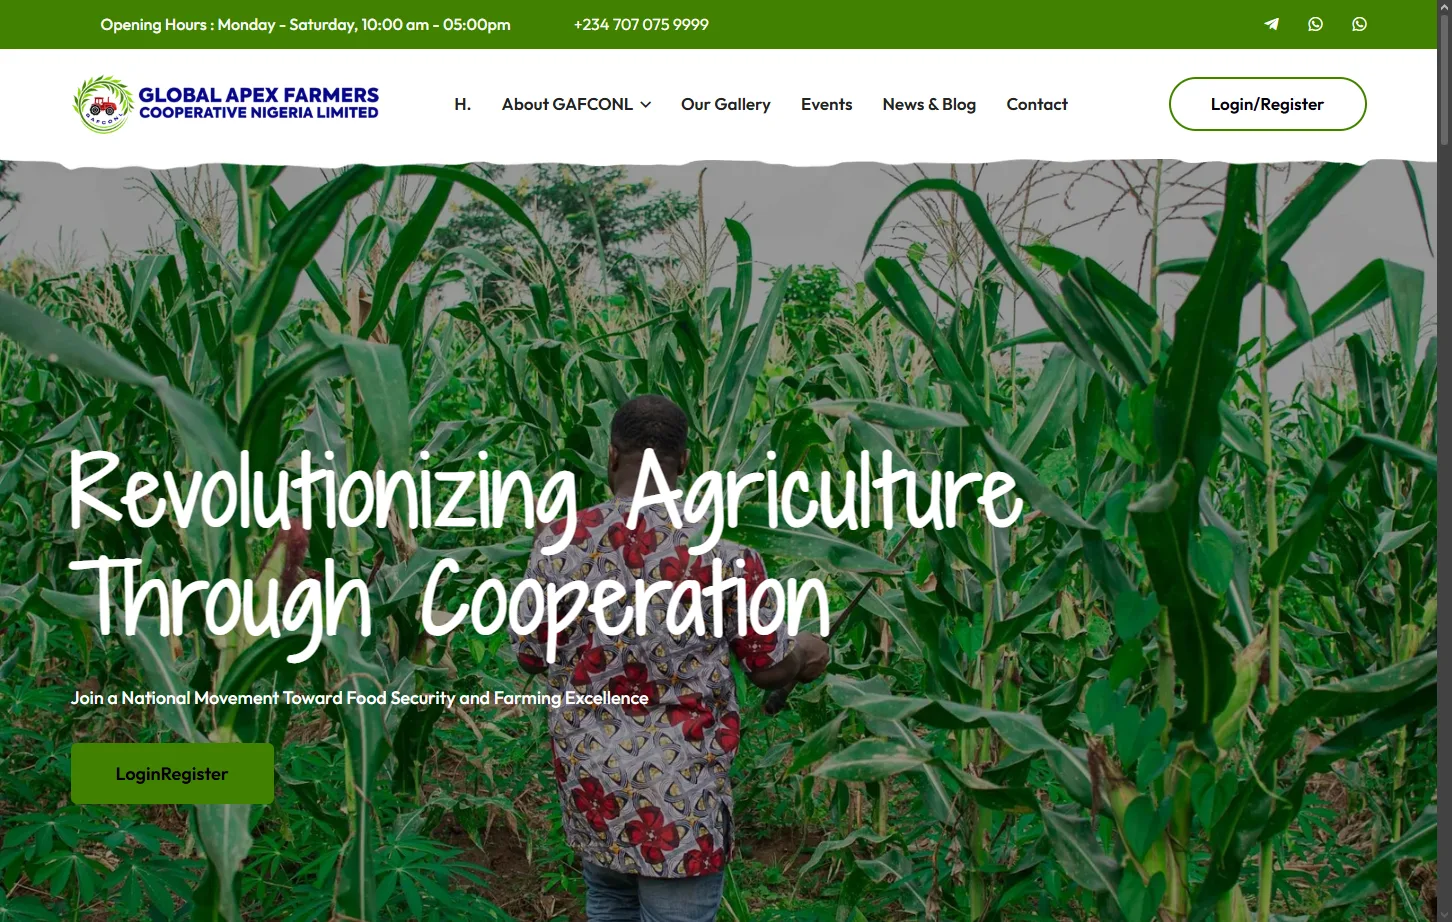 Opening Hours : Monday - Saturday, 10:00 am - 05:00pm
+234 707 075 9999
GLOBAL APEX FARMERS
COOPERATIVE NIGERIA LIMITED
GAFCONL
H.
About GAFCONL
Our Gallery
Events
News & Blog
Contact
Login/Register
Revolutionizing Agriculture
Through Cooperation
Join a National Movement Toward Food Security and Farming Excellence
LoginRegister